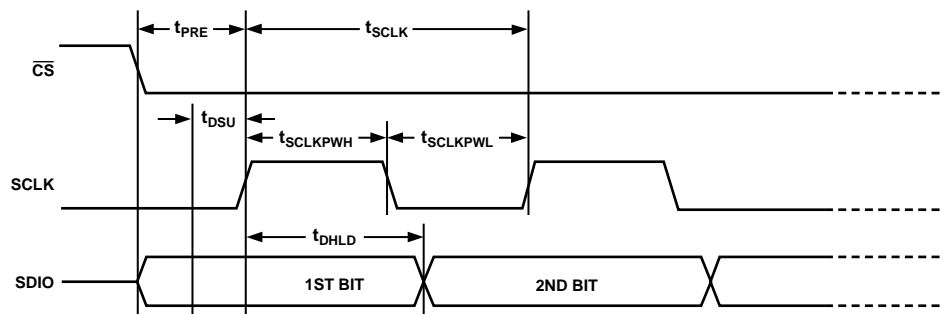 tPRE tSCLK
CS
tDSU
tSCLKPWH tSCLKPWL
SCLK
tDHLD
SDIO 1ST BIT 2ND BIT